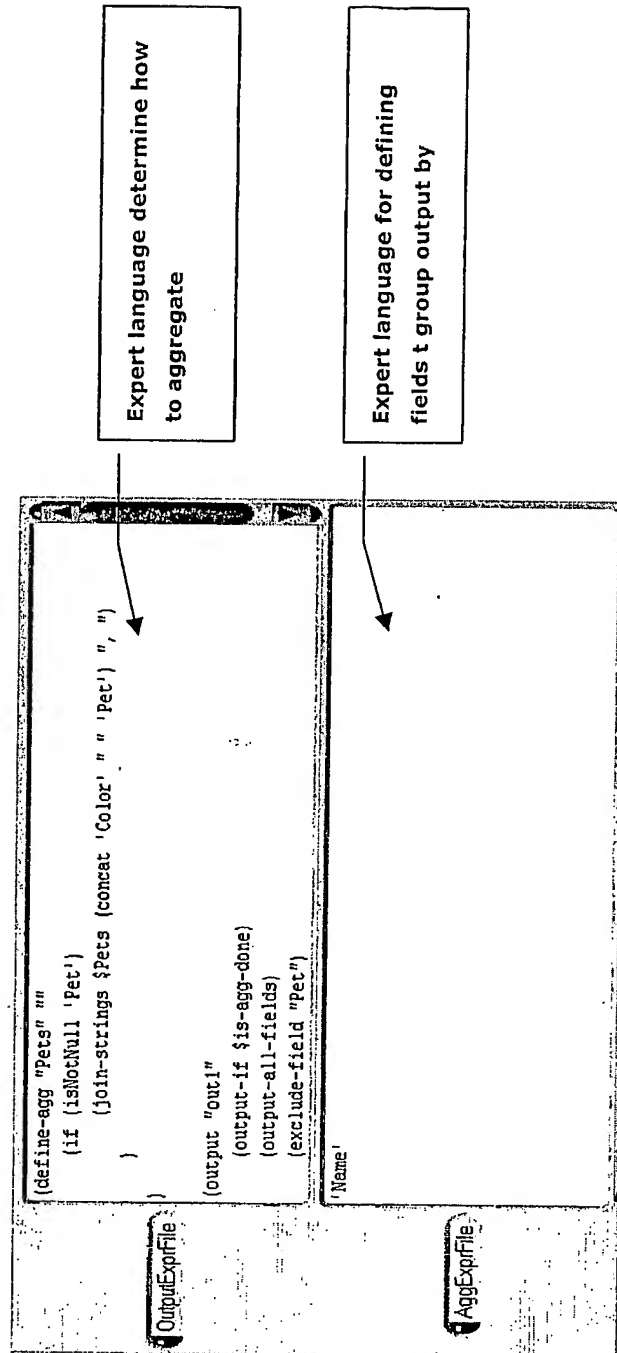 OutputExprFile
(define-agg "Pets" ""
(if (isNotNull 'Pet')
(join-strings $Pets (concat 'Color' " " 'Pet') ", ")
)
)
(output "out1"
(output-if $is-agg-done)
(output-all-fields)
(exclude-field "Pet")
AggExprFile
'Name'
Expert language determine how
to aggregate
Expert language for defining
fields t group output by